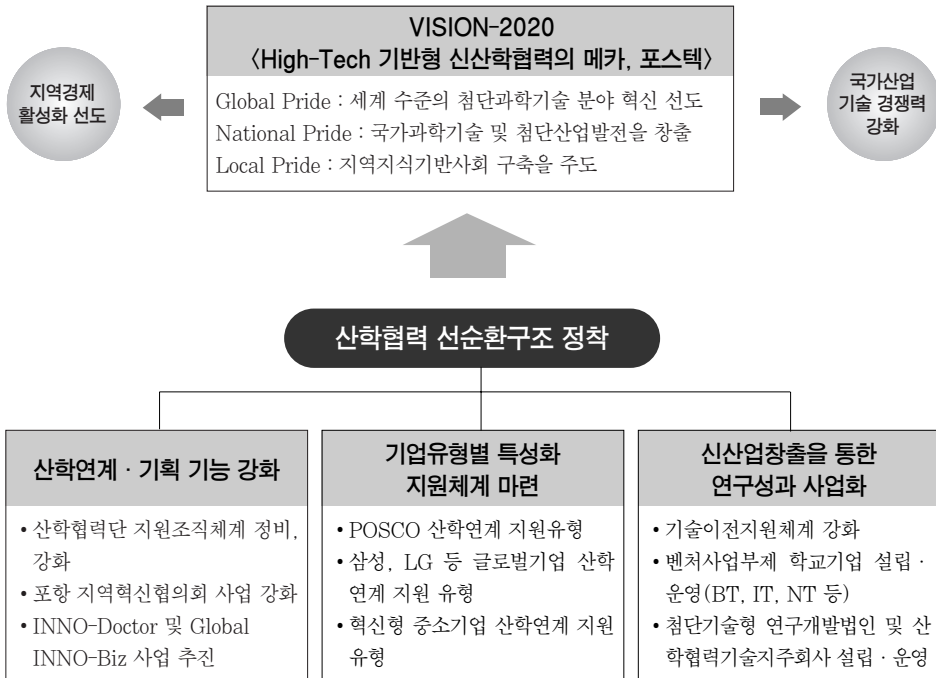 VISION-2020
〈High-Tech 기반형 신산학협력의 메카, 포스텍〉
지역경제
활성화 선도
Global Pride : 세계 수준의 첨단과학기술 분야 혁신 선도
National Pride : 국가과학기술 및 첨단산업발전을 창출
Local Pride : 지역지식기반사회 구축을 주도
국가산업
기술 경쟁력
강화
산학협력 선순환구조 정착
산학연계 · 기획 기능 강화
• 산학협력단 지원조직체계 정비,
강화
• 포항 지역혁신협의회 사업 강화
• INNO-Doctor 및 Global
INNO-Biz 사업 추진
기업유형별 특성화
지원체계 마련
• POSCO 산학연계 지원유형
• 삼성, LG 등 글로벌기업 산학
연계 지원 유형
• 혁신형 중소기업 산학연계 지원
유형
신산업창출을 통한
연구성과 사업화
• 기술이전지원체계 강화
• 벤처사업부제 학교기업 설립 ·
운영(BT, IT, NT 등)
• 첨단기술형 연구개발법인 및 산
학협력기술지주회사 설립 · 운영